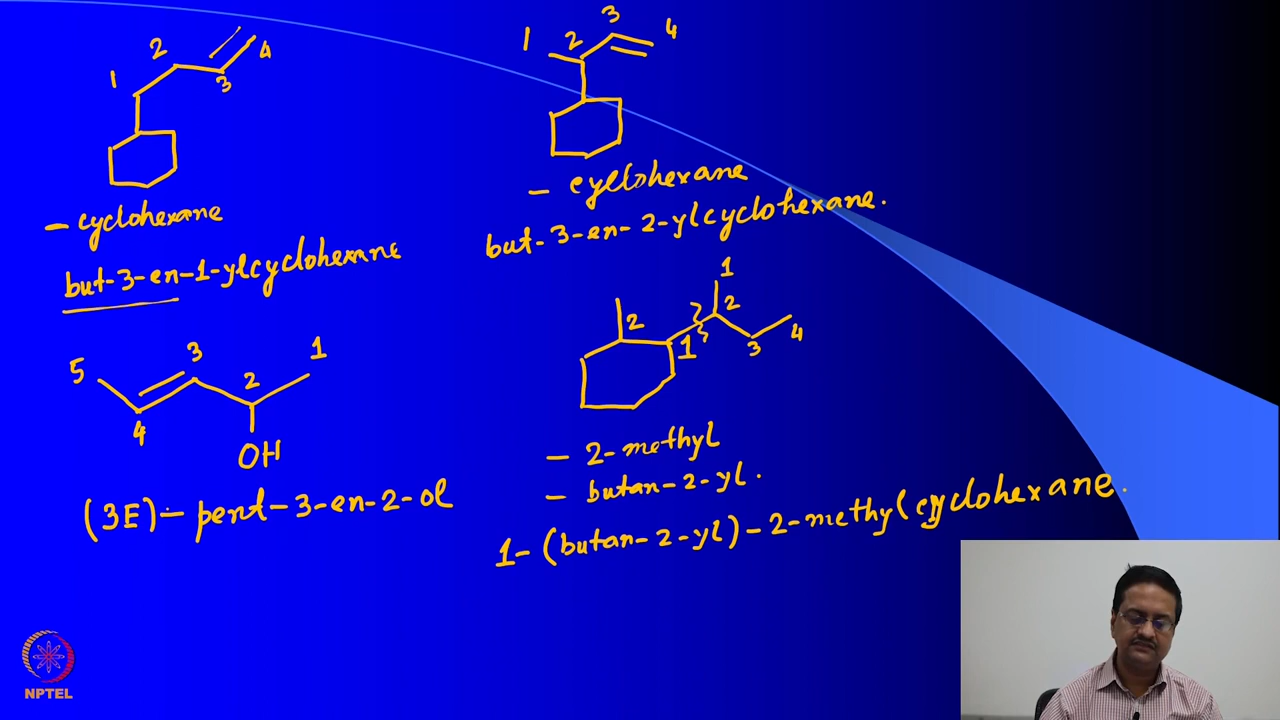 1 2 3 4
- cyclohexane
but-3-en-1-ylcyclohexane
1 2 3 4
- cyclohexane
but-3-en-2-ylcyclohexane.
5 4 3 2 1
OH
(3E)-pent-3-en-2-ol
2 1 1 2 3 4
- 2-methyl
- butan-2-yl.
1-(butan-2-yl)-2-methylcyclohexane.
NPTEL